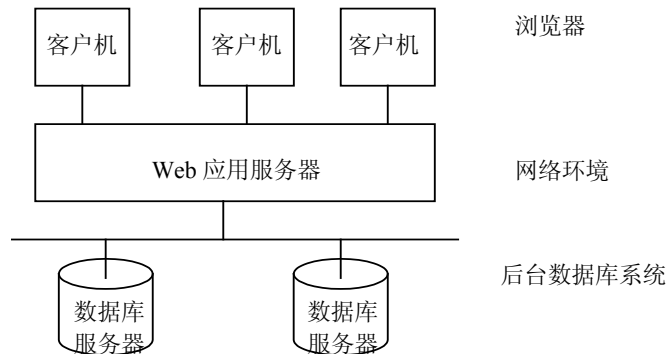 客户机 客户机 客户机 浏览器
Web 应用服务器 网络环境
后台数据库系统
数据库 数据库
服务器 服务器